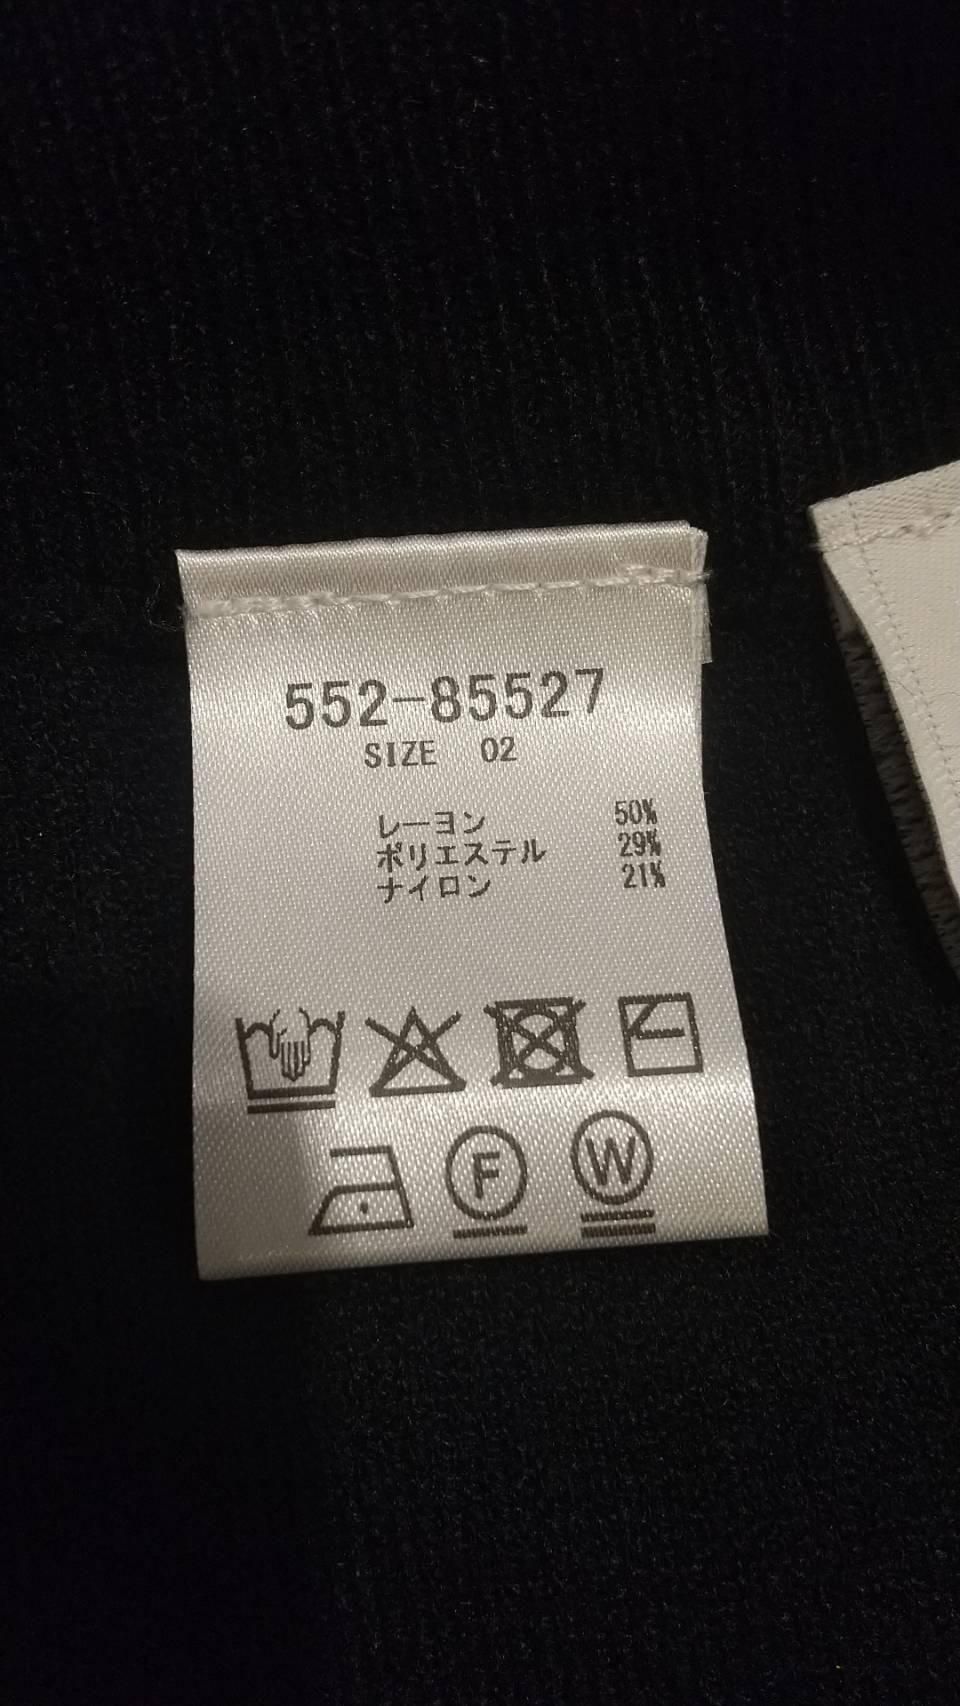 552-85527
SIZE 02
レーヨン 50%
ポリエステル 29%
ナイロン 21%
F W